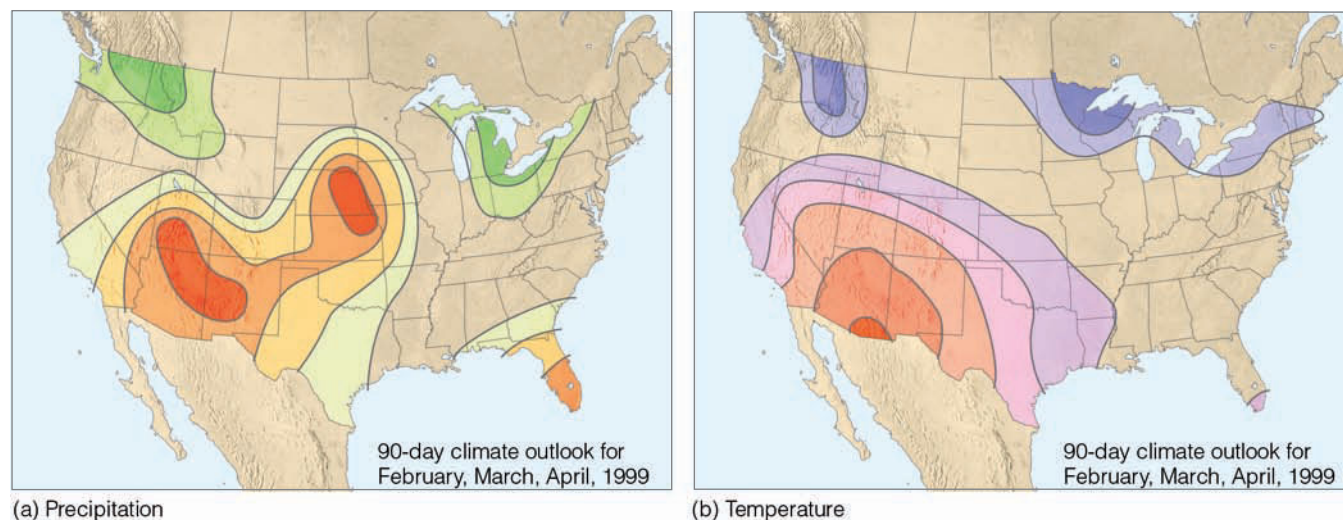 90-day climate outlook for
February, March, April, 1999
(a) Precipitation
90-day climate outlook for
February, March, April, 1999
(b) Temperature